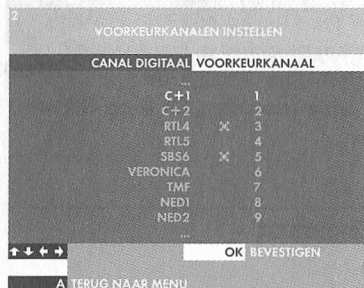 2
VOORKEURKANALEN INSTELLEN
CANAL DIGITAAL VOORKEURKANAAL
...
C+1 1
C+2 2
RTL4 3
RTL5 4
SBS6 5
VERONICA 6
TMF 7
NED1 8
NED2 9
...
OK BEVESTIGEN
A TERUG NAAR MENU